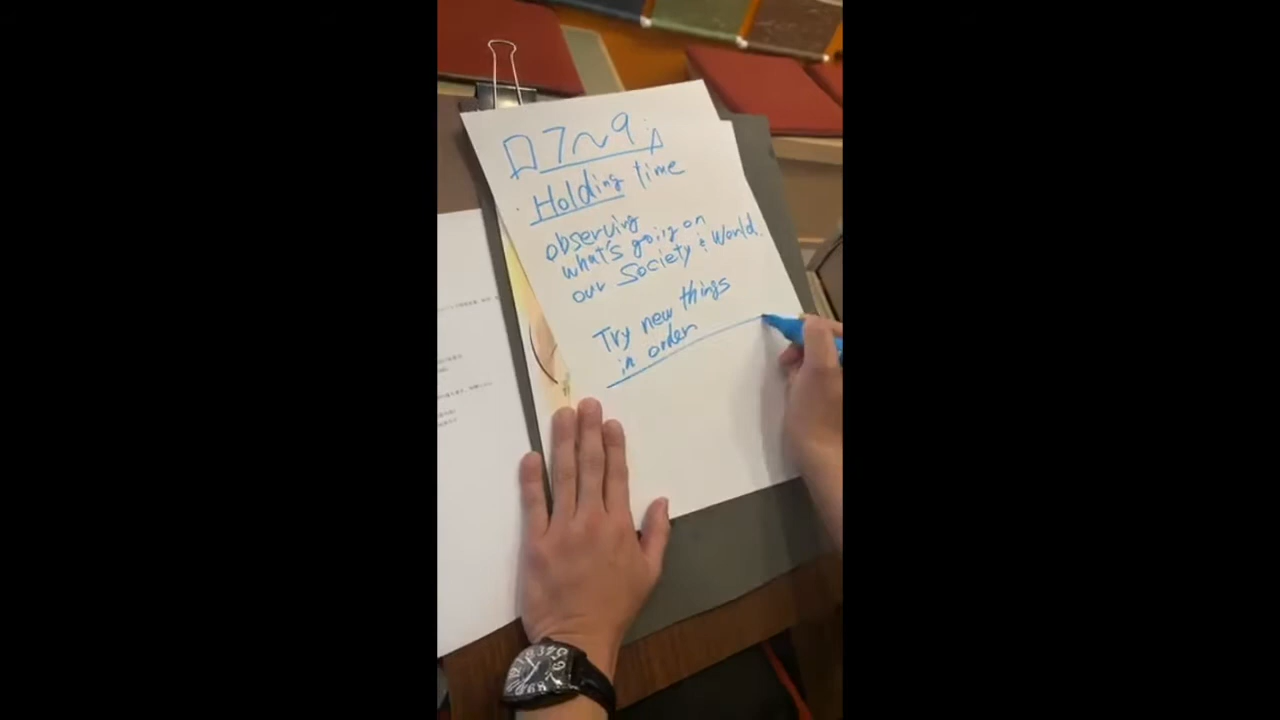 □ 7〜9
Holding time
observing
what's going on
our Society & World.
Try new things
in order